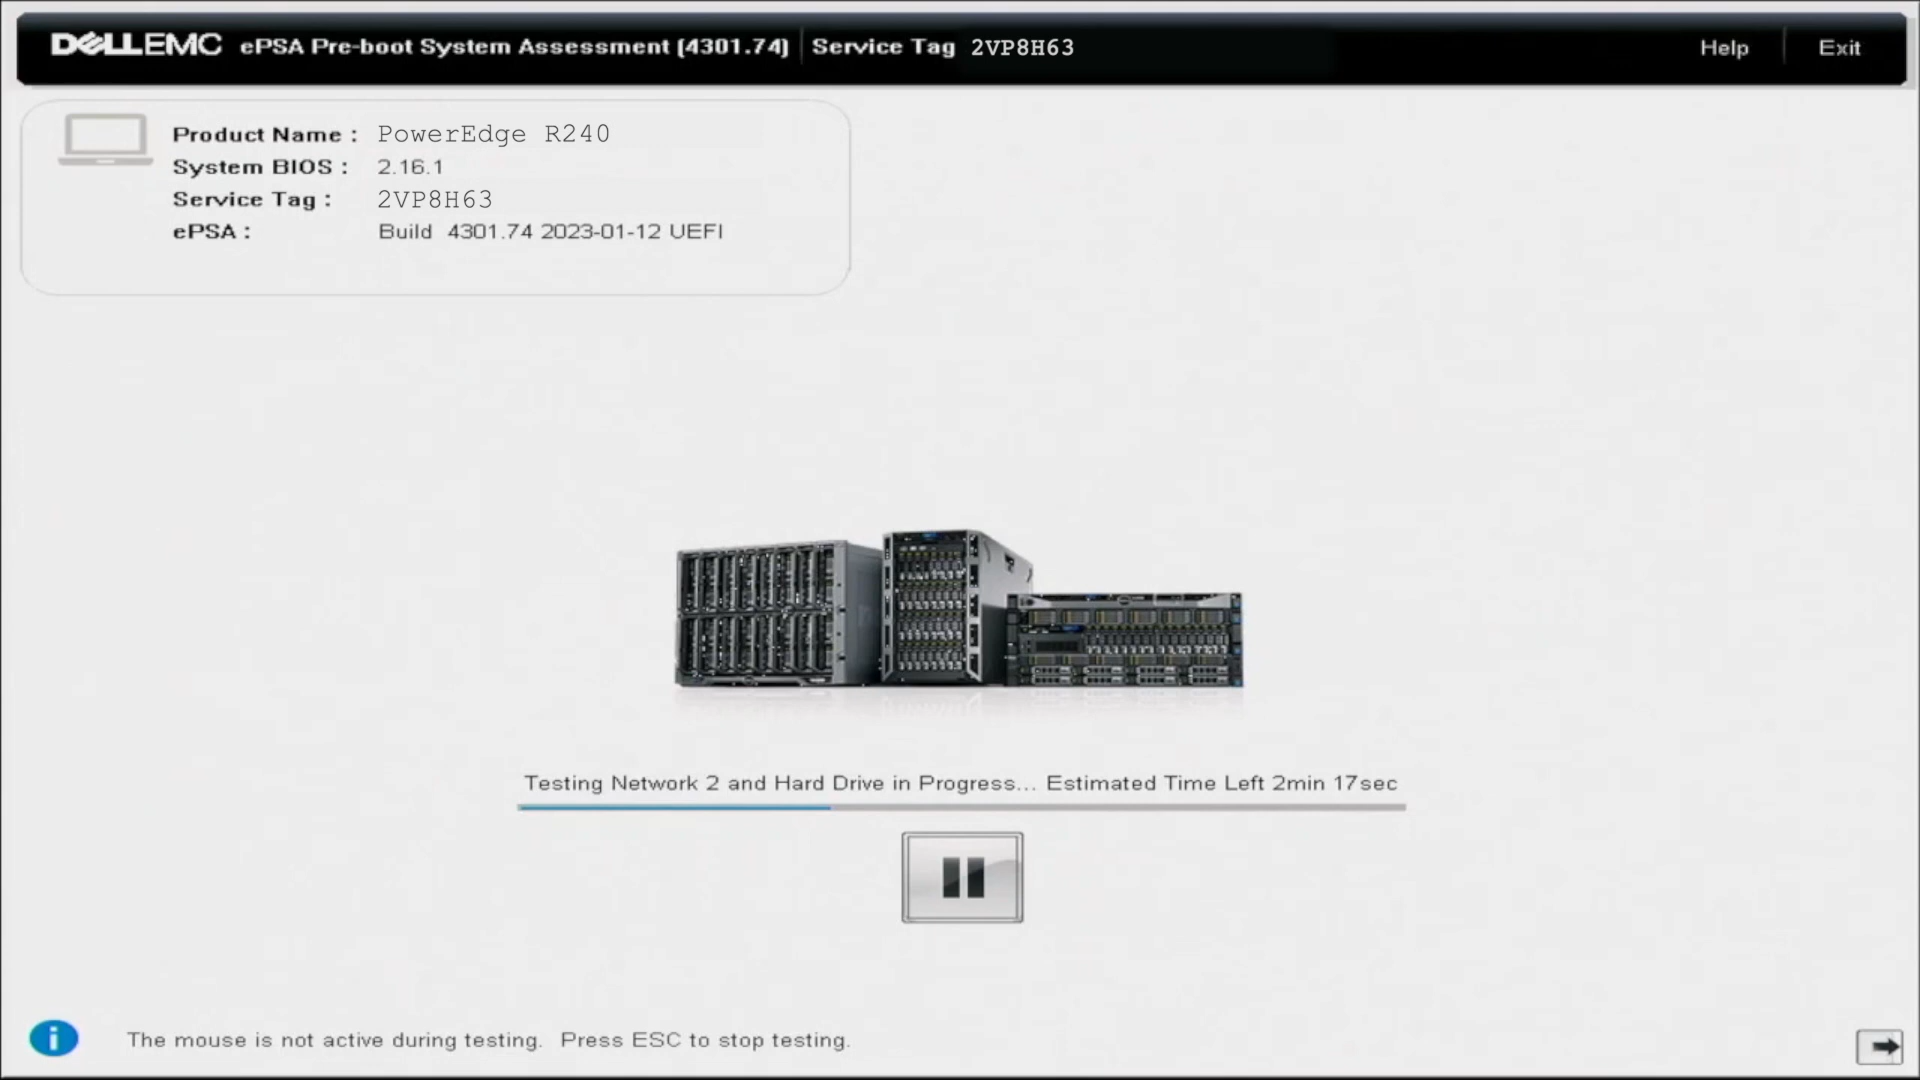 DELLEMC ePSA Pre-boot System Assessment (4301.74) Service Tag 2VP8H63 Help Exit
Product Name : PowerEdge R240
System BIOS : 2.16.1
Service Tag : 2VP8H63
ePSA : Build 4301.74 2023-01-12 UEFI
Testing Network 2 and Hard Drive in Progress... Estimated Time Left 2min 17sec
The mouse is not active during testing. Press ESC to stop testing.